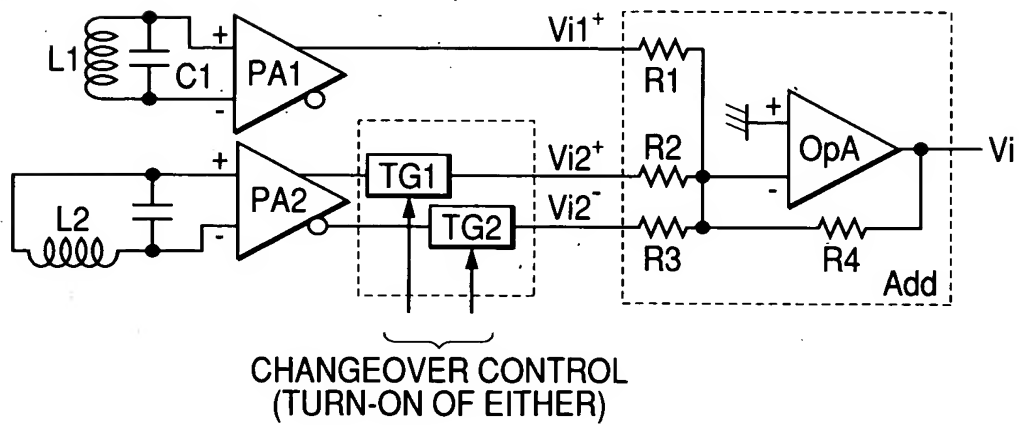 L1
C1
+
-
PA1
Vi1+
R1
L2
+
-
PA2
TG1
TG2
Vi2+
Vi2-
R2
R3
+
-
OpA
R4
Vi
Add
CHANGEOVER CONTROL
(TURN-ON OF EITHER)